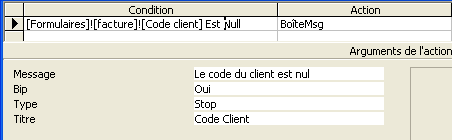 Condition Action
[Formulaires]![facture]![Code client] Est Null BoîteMsg
Arguments de l'action
Message Le code du client est nul
Bip Oui
Type Stop
Titre Code Client